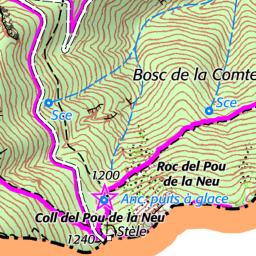 Bosc de la Comte
Sce
Sce
1200
Roc del Pou
de la Neu
Anc. puits à glace
Coll del Pou de la Neu
Stèle
1240